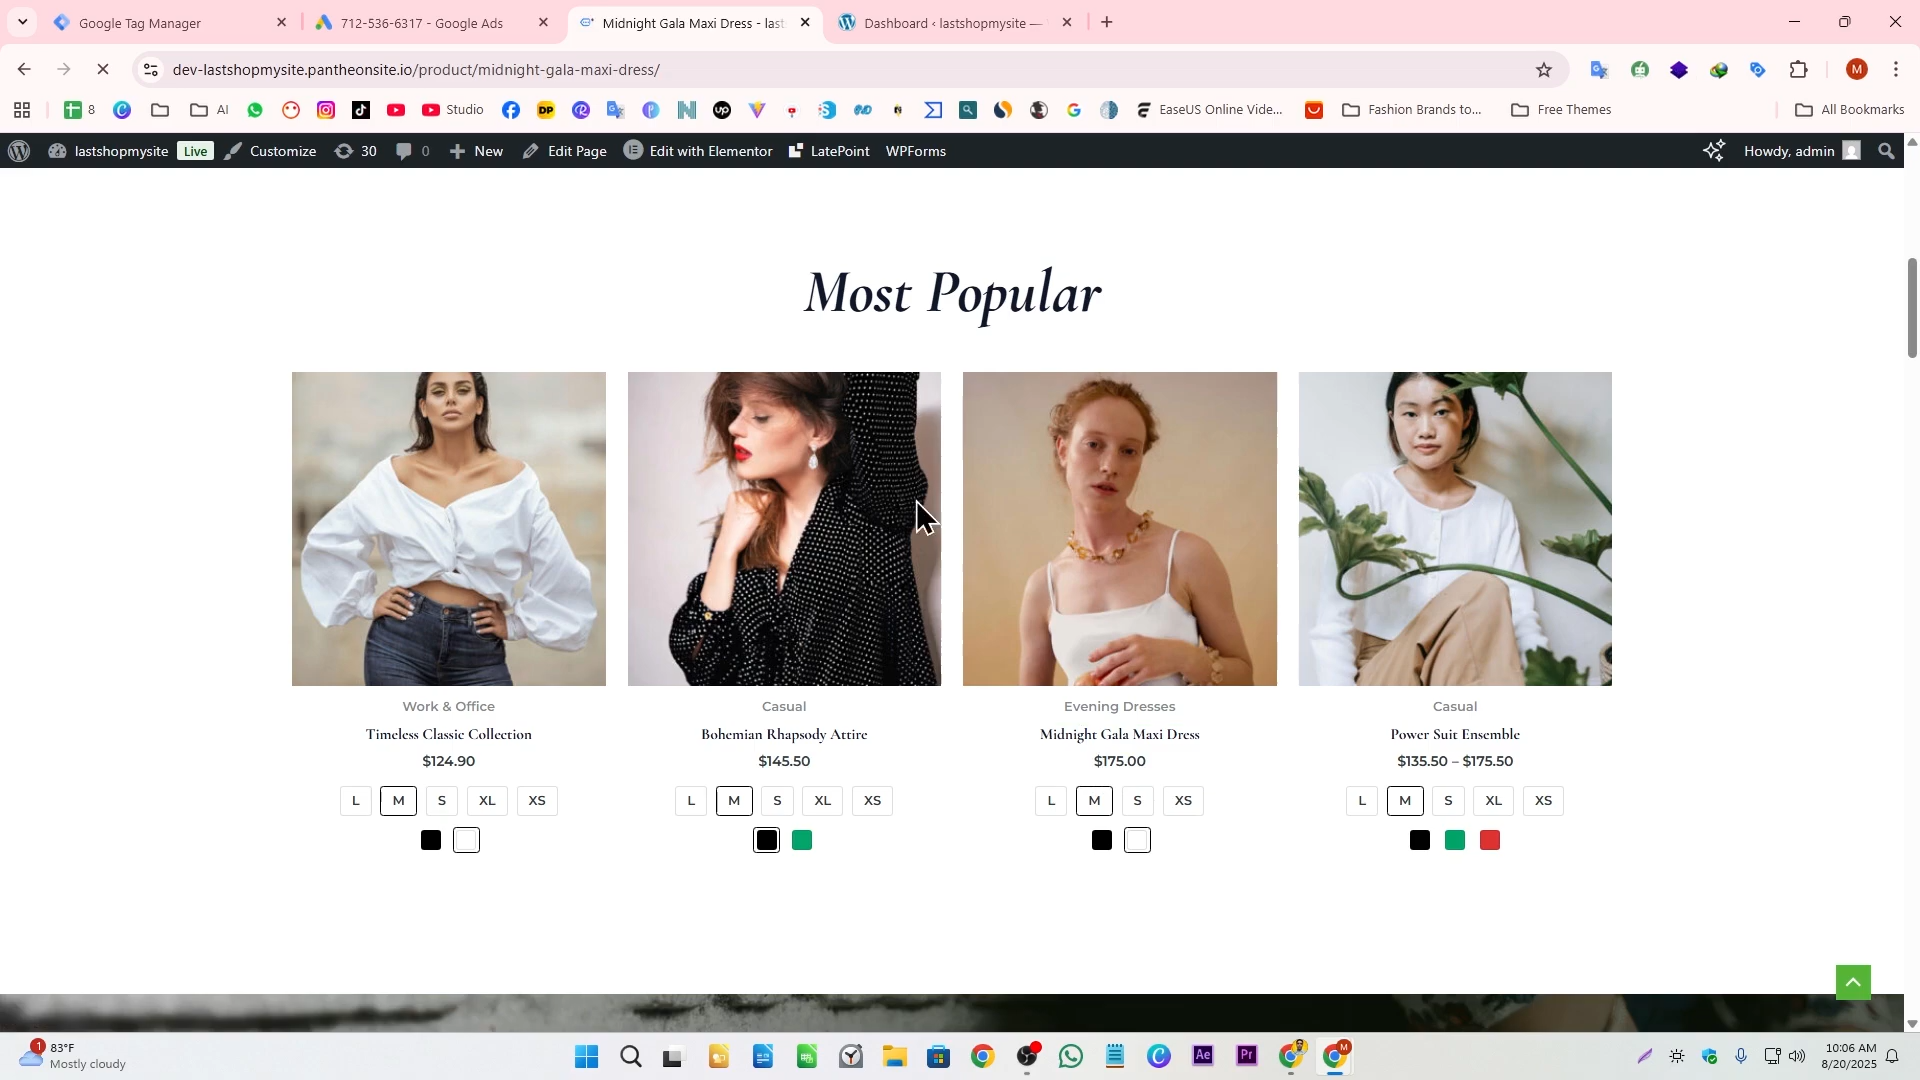 Google Tag Manager
712-536-6317 - Google Ads
Midnight Gala Maxi Dress - last
Dashboard ‹ lastshopmysite —
dev-lastshopmysite.pantheonsite.io/product/midnight-gala-maxi-dress/
M
8
AI
Studio
DP
up
EaseUS Online Vide...
Fashion Brands to...
Free Themes
All Bookmarks
lastshopmysite
Live
Customize
30
0
New
Edit Page
Edit with Elementor
LatePoint
WPForms
Howdy, admin
Most Popular
Work & Office
Timeless Classic Collection
$124.90
L M S XL XS
Casual
Bohemian Rhapsody Attire
$145.50
L M S XL XS
Evening Dresses
Midnight Gala Maxi Dress
$175.00
L M S XS
Casual
Power Suit Ensemble
$135.50 – $175.50
L M S XL XS
1
83°F
Mostly cloudy
Ae
Pr
M
10:06 AM
8/20/2025